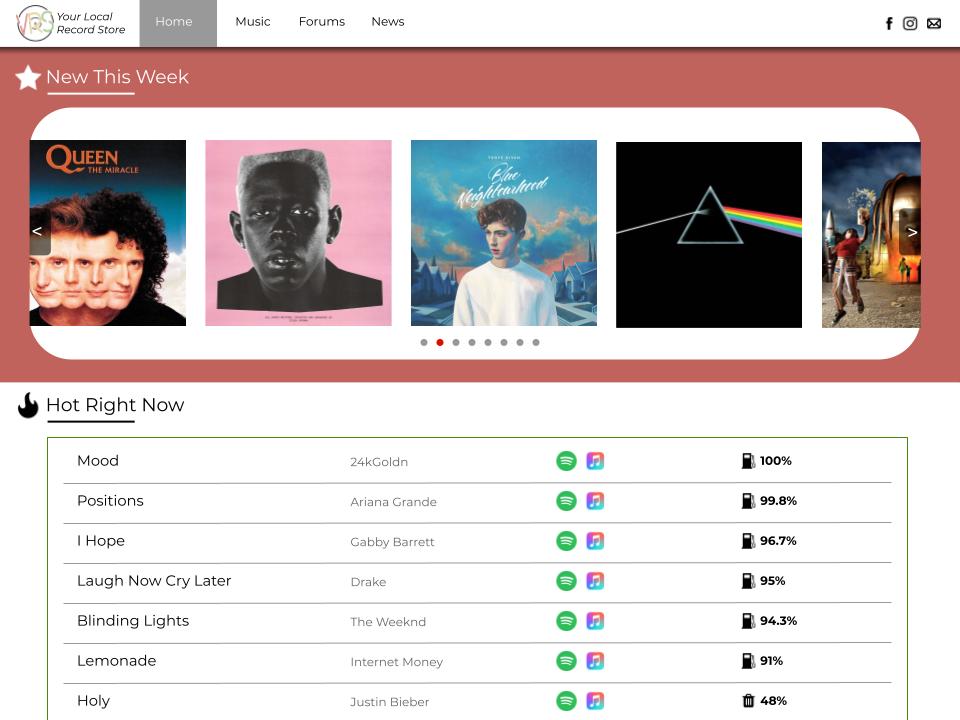 Your Local
Record Store
Home
Music
Forums
News
New This Week
QUEEN
THE MIRACLE
TROYE SIVAN
Blue
Neighbourhood
<
>
Hot Right Now
Mood 24kGoldn 100%
Positions Ariana Grande 99.8%
I Hope Gabby Barrett 96.7%
Laugh Now Cry Later Drake 95%
Blinding Lights The Weeknd 94.3%
Lemonade Internet Money 91%
Holy Justin Bieber 48%